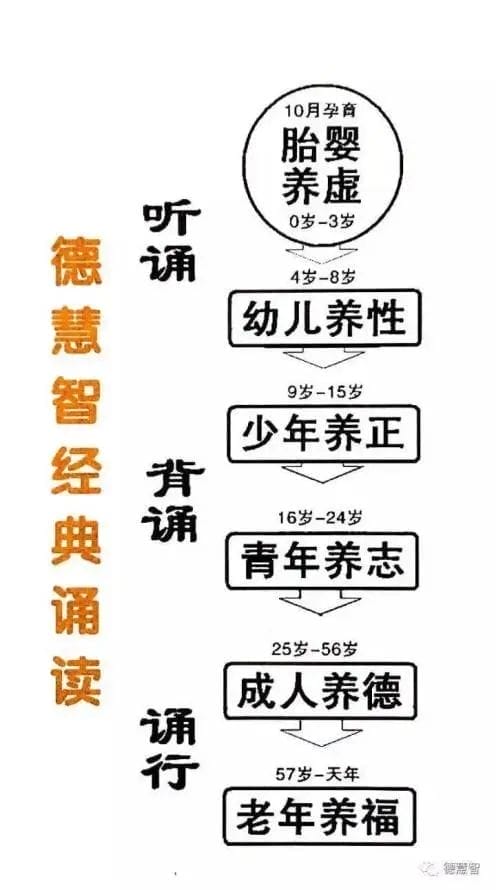 德慧智经典诵读
听诵
背诵
诵行
10月孕育
胎婴
养虚
0岁-3岁
4岁-8岁
幼儿养性
9岁-15岁
少年养正
16岁-24岁
青年养志
25岁-56岁
成人养德
57岁-天年
老年养福
德慧智